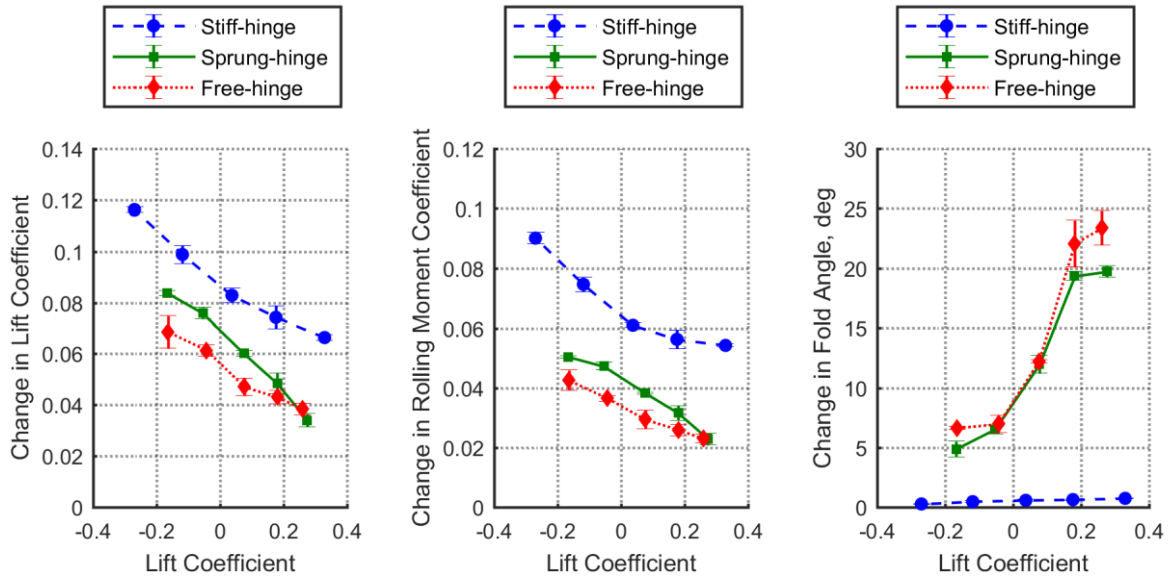 Stiff-hinge
Sprung-hinge
Free-hinge
Change in Lift Coefficient
0.14
0.12
0.1
0.08
0.06
0.04
0.02
0
-0.4 -0.2 0 0.2 0.4
Lift Coefficient
Stiff-hinge
Sprung-hinge
Free-hinge
Change in Rolling Moment Coefficient
0.12
0.1
0.08
0.06
0.04
0.02
0
-0.4 -0.2 0 0.2 0.4
Lift Coefficient
Stiff-hinge
Sprung-hinge
Free-hinge
Change in Fold Angle, deg
30
25
20
15
10
5
0
-0.4 -0.2 0 0.2 0.4
Lift Coefficient